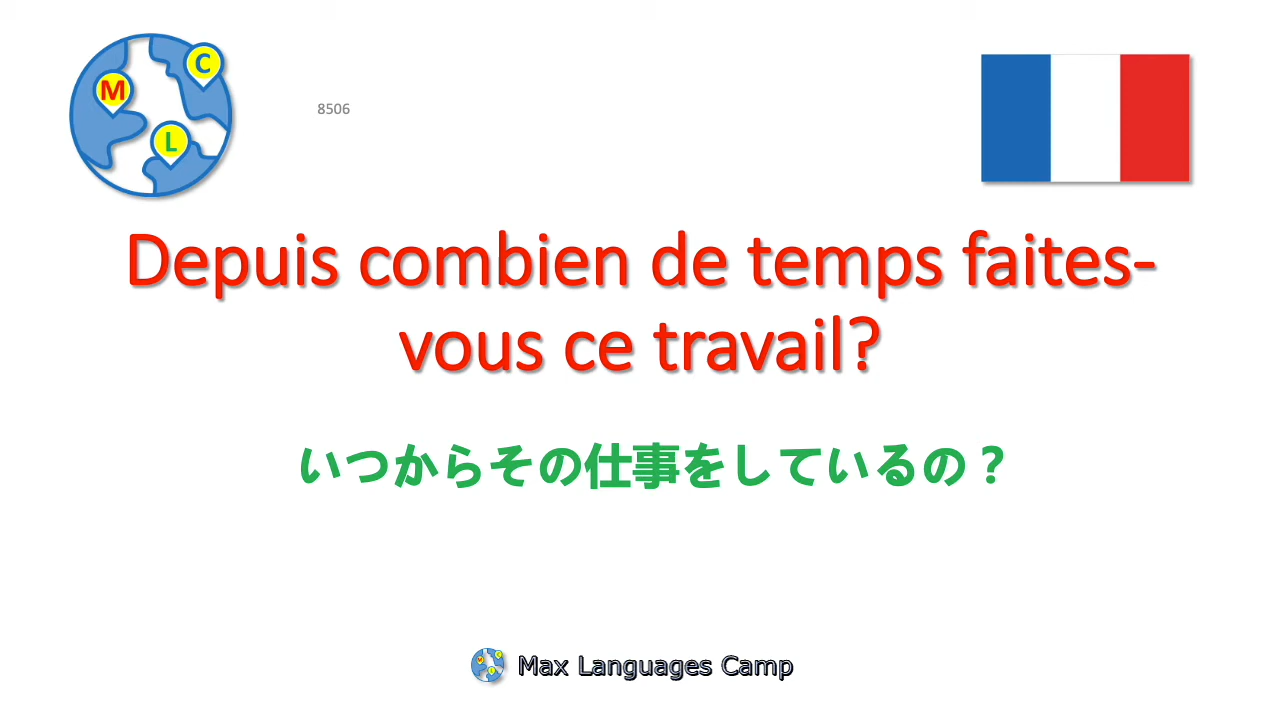 C
M
L
8506
Depuis combien de temps faites-
vous ce travail?
いつからその仕事をしているの？
Max Languages Camp